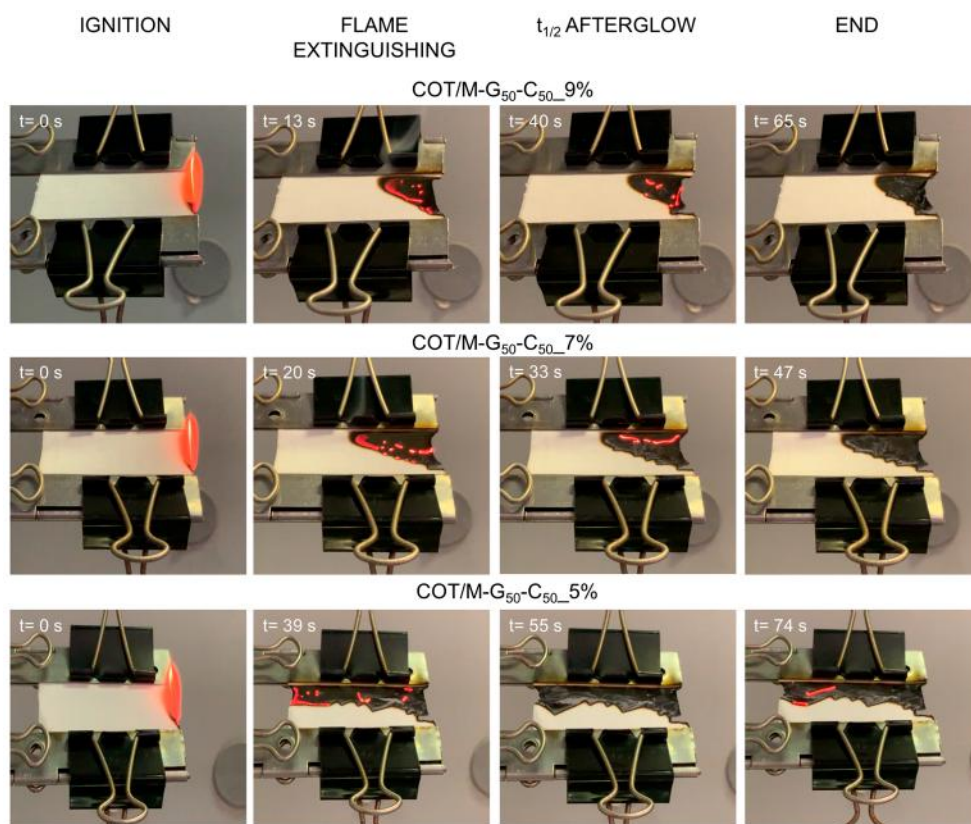 IGNITION
FLAME
EXTINGUISHING
t₁/₂ AFTERGLOW
END
COT/M-G₅₀-C₅₀_9%
t= 0 s
t= 13 s
t= 40 s
t= 65 s
COT/M-G₅₀-C₅₀_7%
t= 0 s
t= 20 s
t= 33 s
t= 47 s
COT/M-G₅₀-C₅₀_5%
t= 0 s
t= 39 s
t= 55 s
t= 74 s